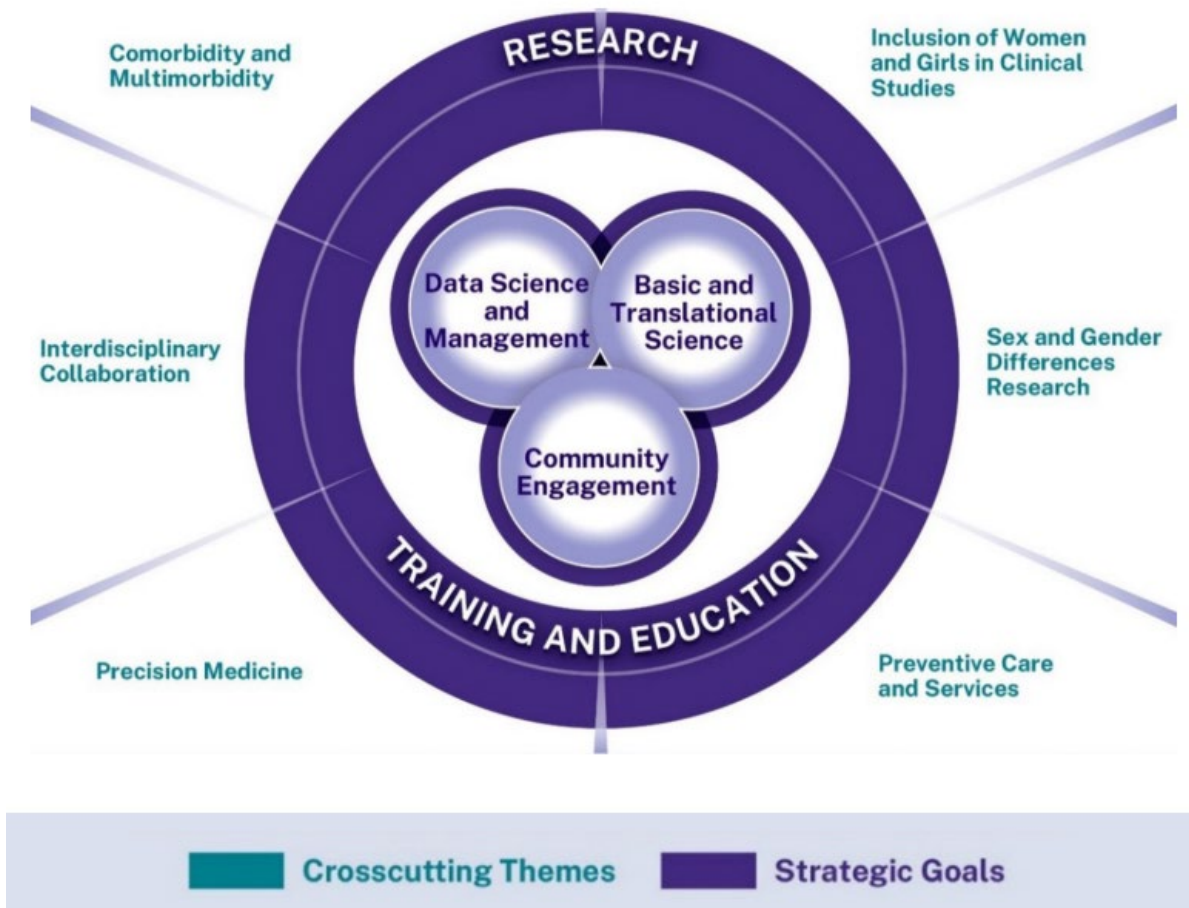 RESEARCH
Comorbidity and
Multimorbidity
Inclusion of Women
and Girls in Clinical
Studies
Data Science
and
Management
Basic and
Translational
Science
Interdisciplinary
Collaboration
Sex and Gender
Differences
Research
Community
Engagement
TRAINING AND EDUCATION
Precision Medicine
Preventive Care
and Services
Crosscutting Themes
Strategic Goals